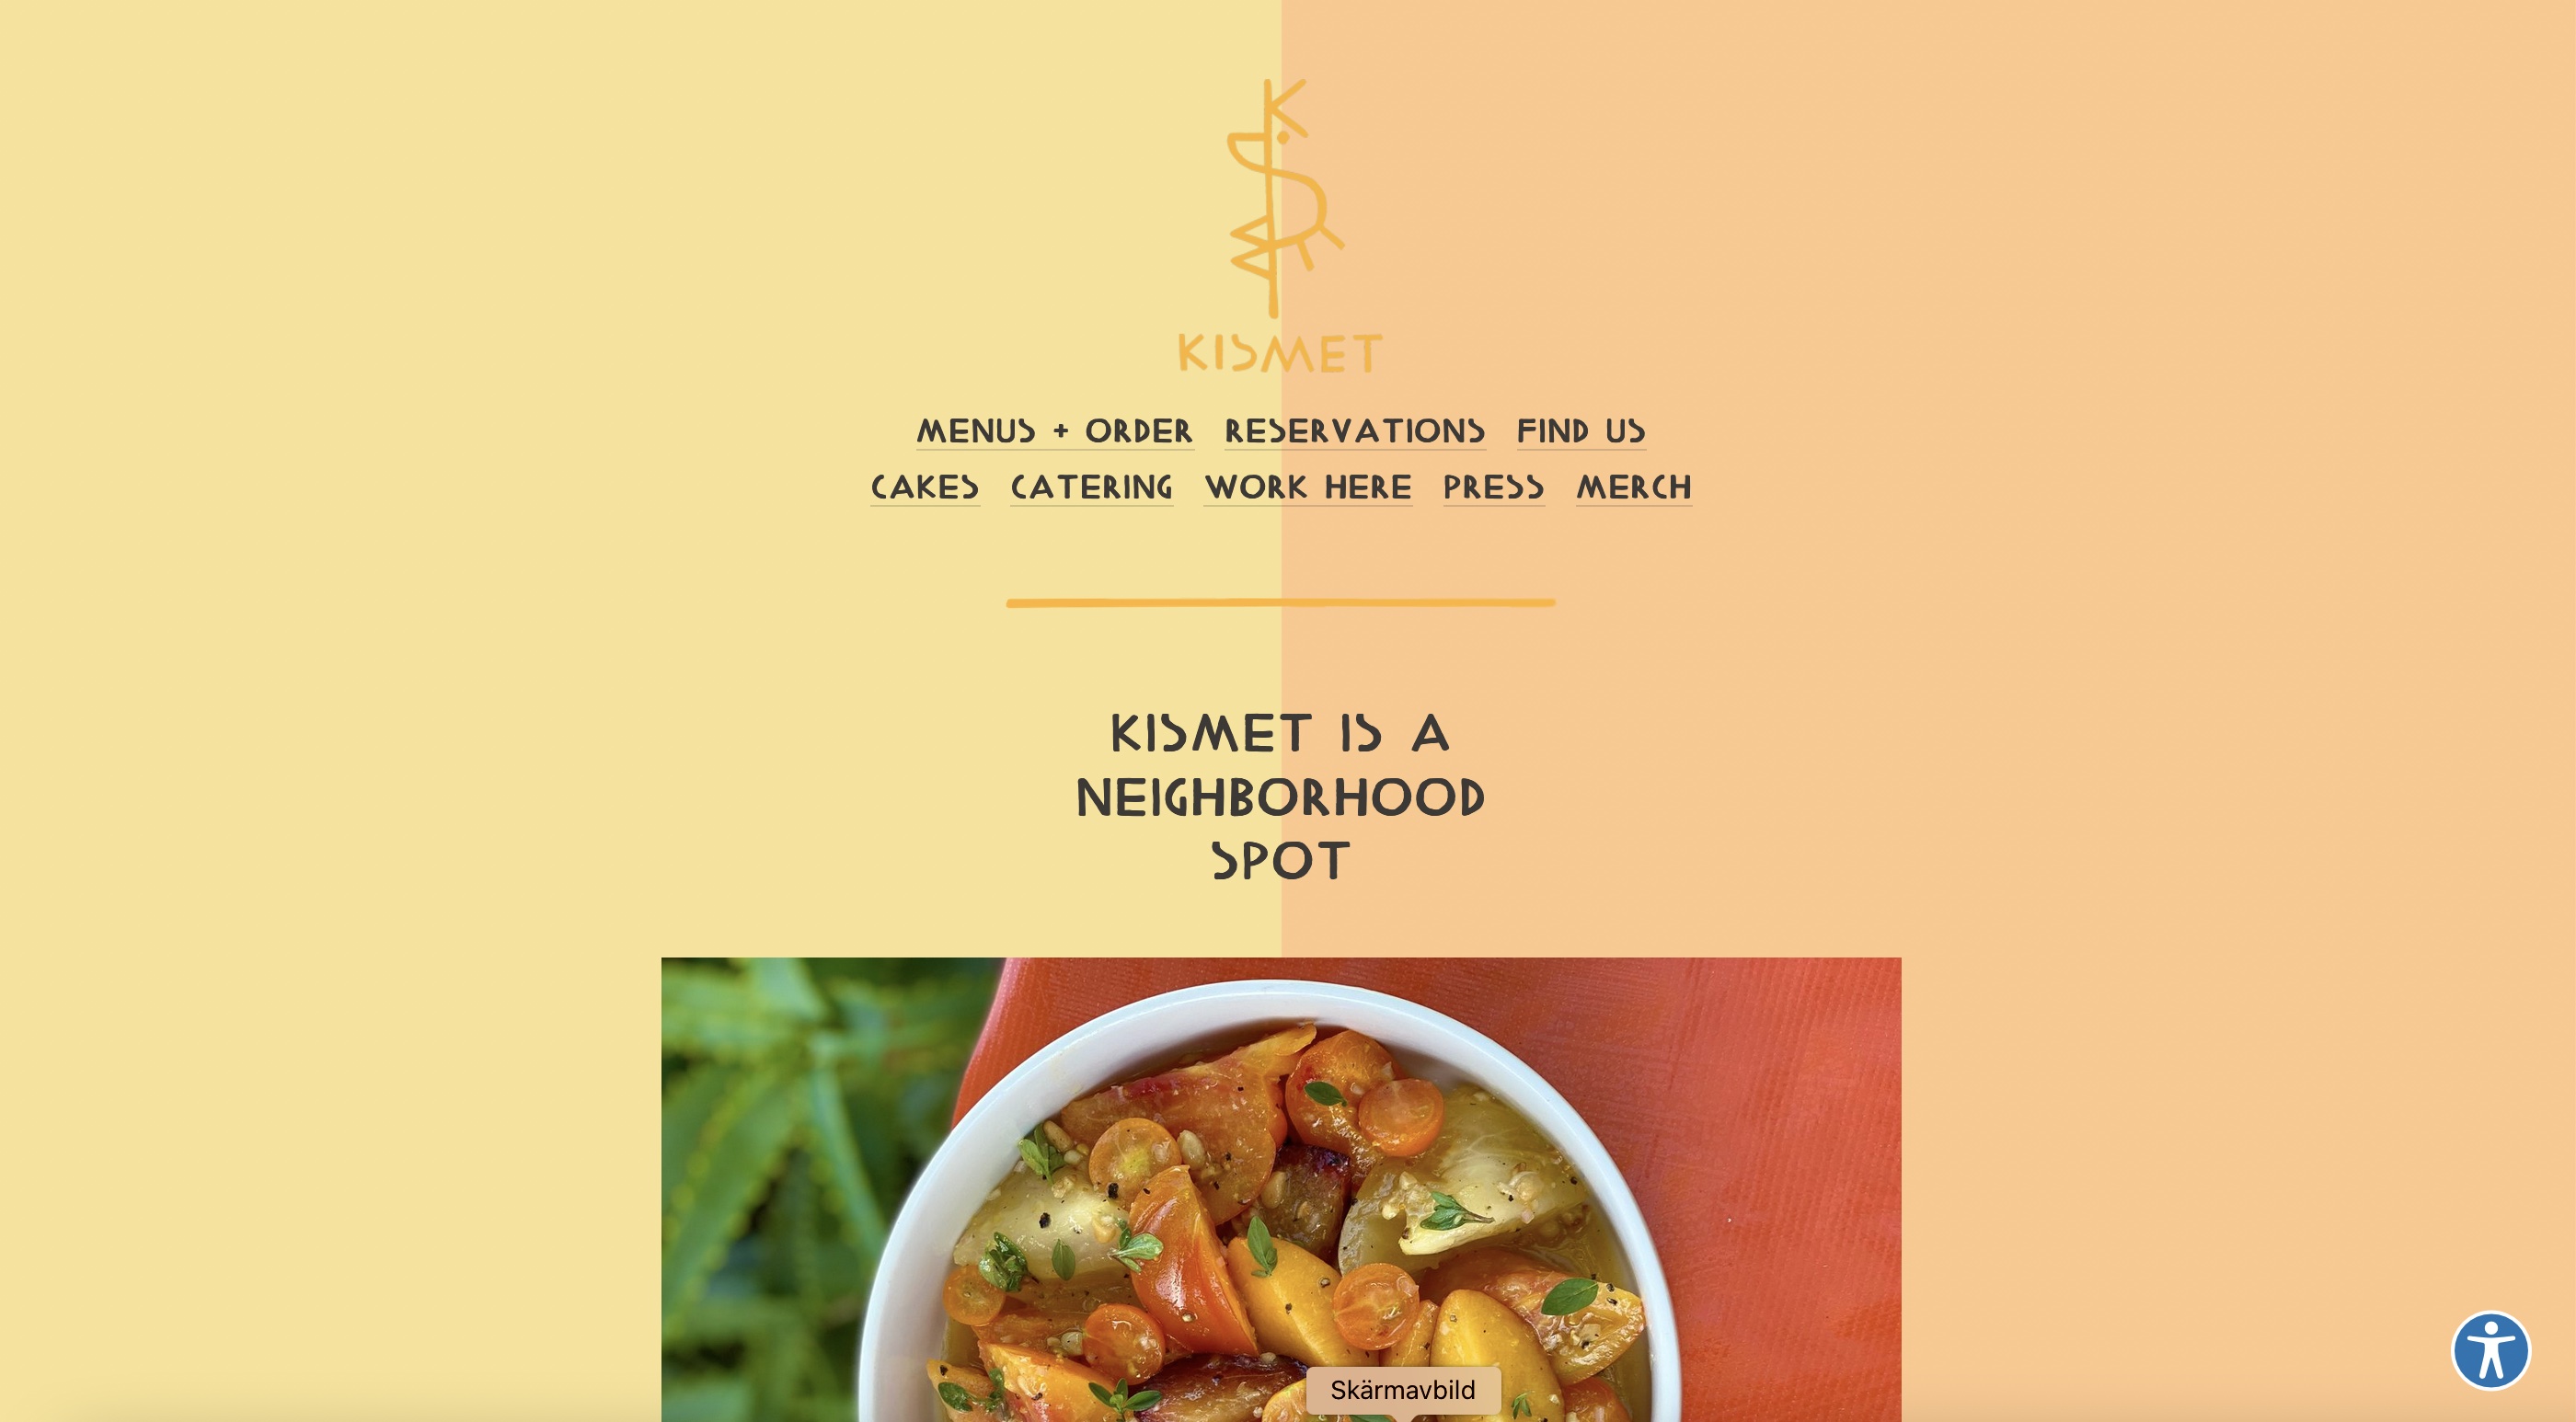 KISMET
MENUS + ORDER RESERVATIONS FIND US
CAKES CATERING WORK HERE PRESS MERCH
KISMET IS A
NEIGHBORHOOD
SPOT
Skärmavbild